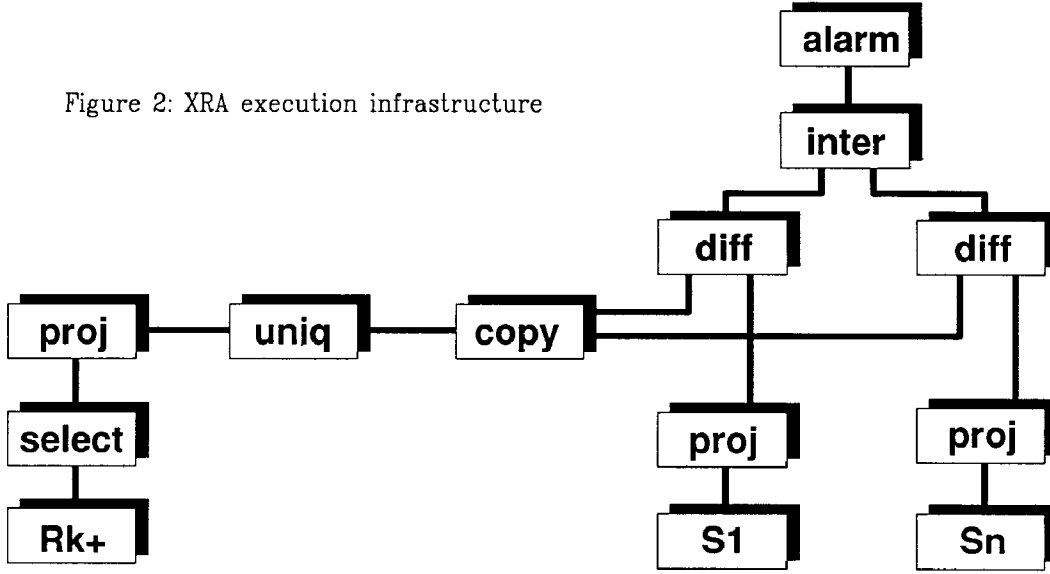 alarm
Figure 2: XRA execution infrastructure
inter
diff
diff
proj
uniq
copy
select
proj
proj
Rk+
S1
Sn